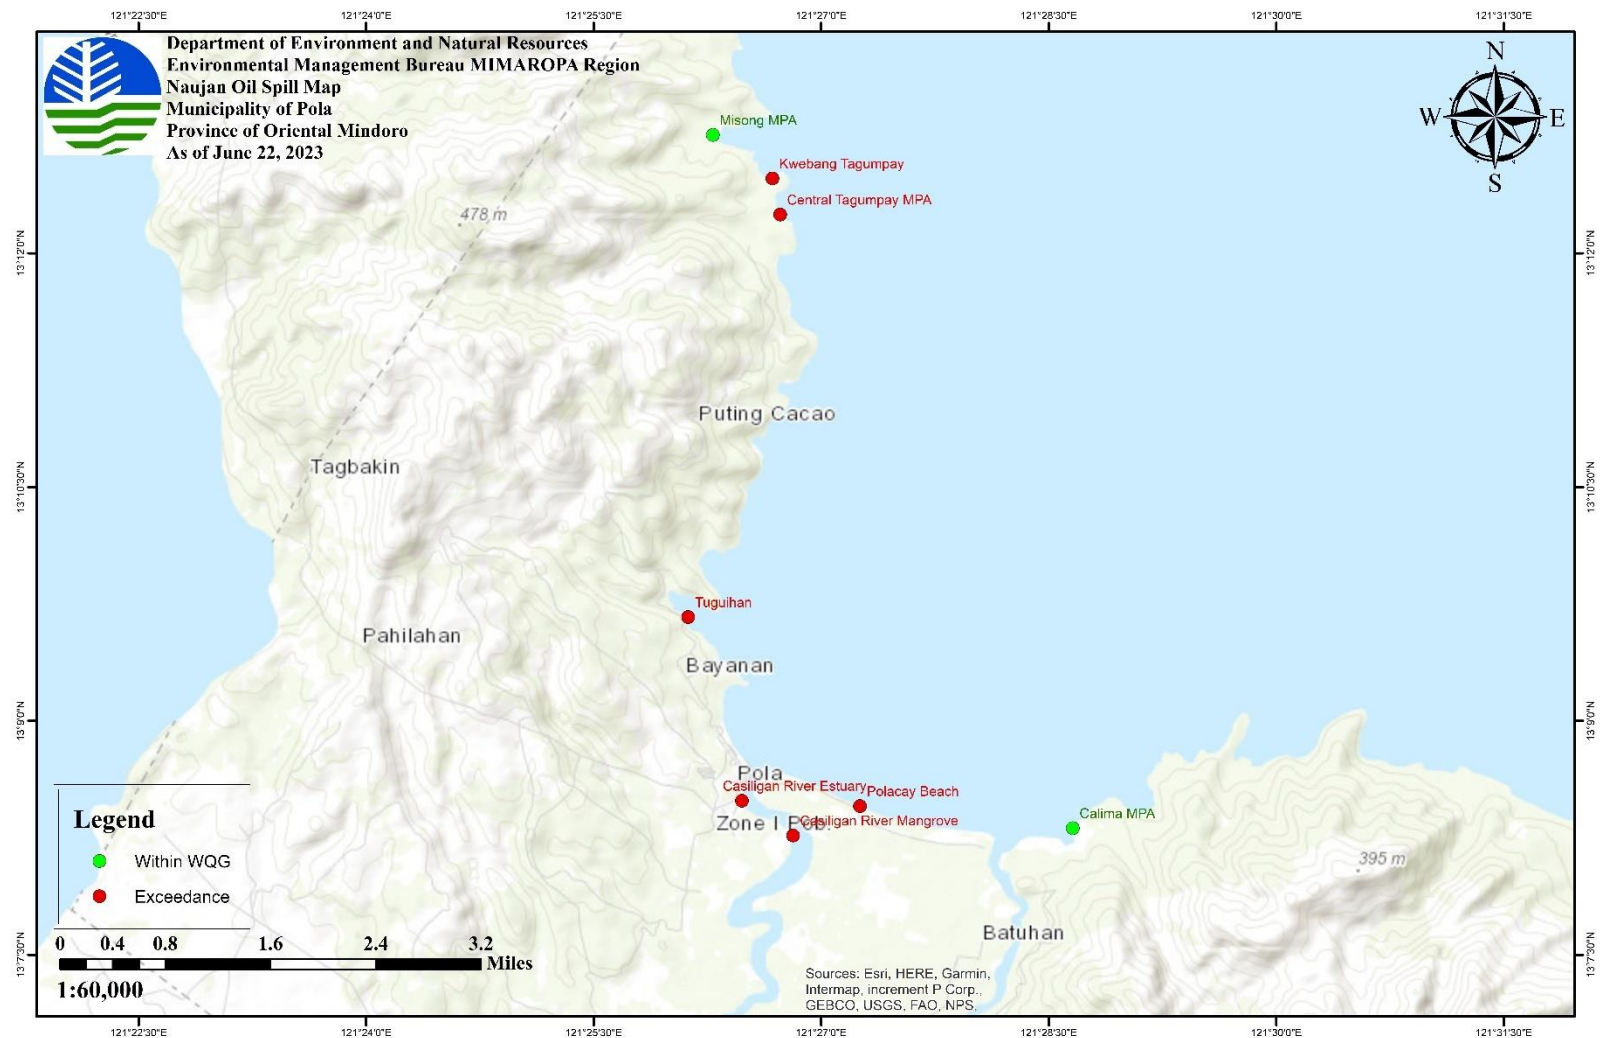 121°22'30"E 121°24'0"E 121°25'30"E 121°27'0"E 121°28'30"E 121°30'0"E 121°31'30"E
Department of Environment and Natural Resources
Environmental Management Bureau MIMAROPA Region
Naujan Oil Spill Map
Municipality of Pola
Province of Oriental Mindoro
As of June 22, 2023
N
W E
S
Misong MPA
Kwebang Tagumpay
Central Tagumpay MPA
478 m
13°12'0"N 13°12'0"N
Puting Cacao
Tagbakin
13°10'30"N 13°10'30"N
Tuguihan
Pahilahan
Bayanan
13°9'0"N 13°9'0"N
Pola
Casiligan River Estuary
Polacay Beach
Calima MPA
Zone I Pob.
Casiligan River Mangrove
395 m
Legend
Within WQG
Exceedance
Batuhan
0 0.4 0.8 1.6 2.4 3.2
Miles
1:60,000
13°7'30"N 13°7'30"N
Sources: Esri, HERE, Garmin,
Intermap, increment P Corp.,
GEBCO, USGS, FAO, NPS,
121°22'30"E 121°24'0"E 121°25'30"E 121°27'0"E 121°28'30"E 121°30'0"E 121°31'30"E